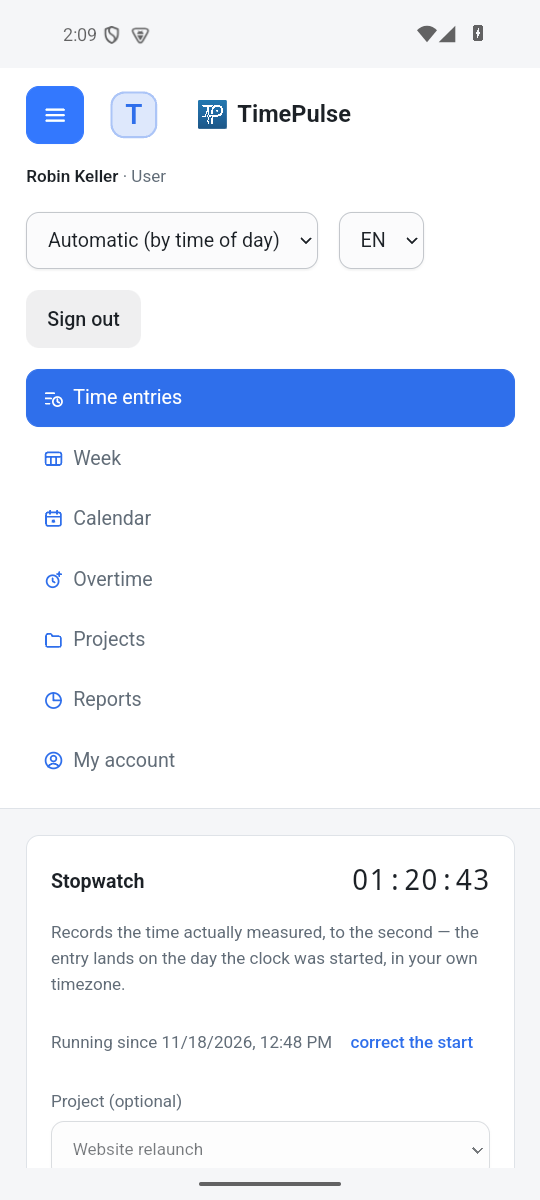 2:09
T
TimePulse
Robin Keller · User
Automatic (by time of day)
EN
Sign out
Time entries
Week
Calendar
Overtime
Projects
Reports
My account
Stopwatch
01:20:43
Records the time actually measured, to the second — the
entry lands on the day the clock was started, in your own
timezone.
Running since 11/18/2026, 12:48 PM
correct the start
Project (optional)
Website relaunch